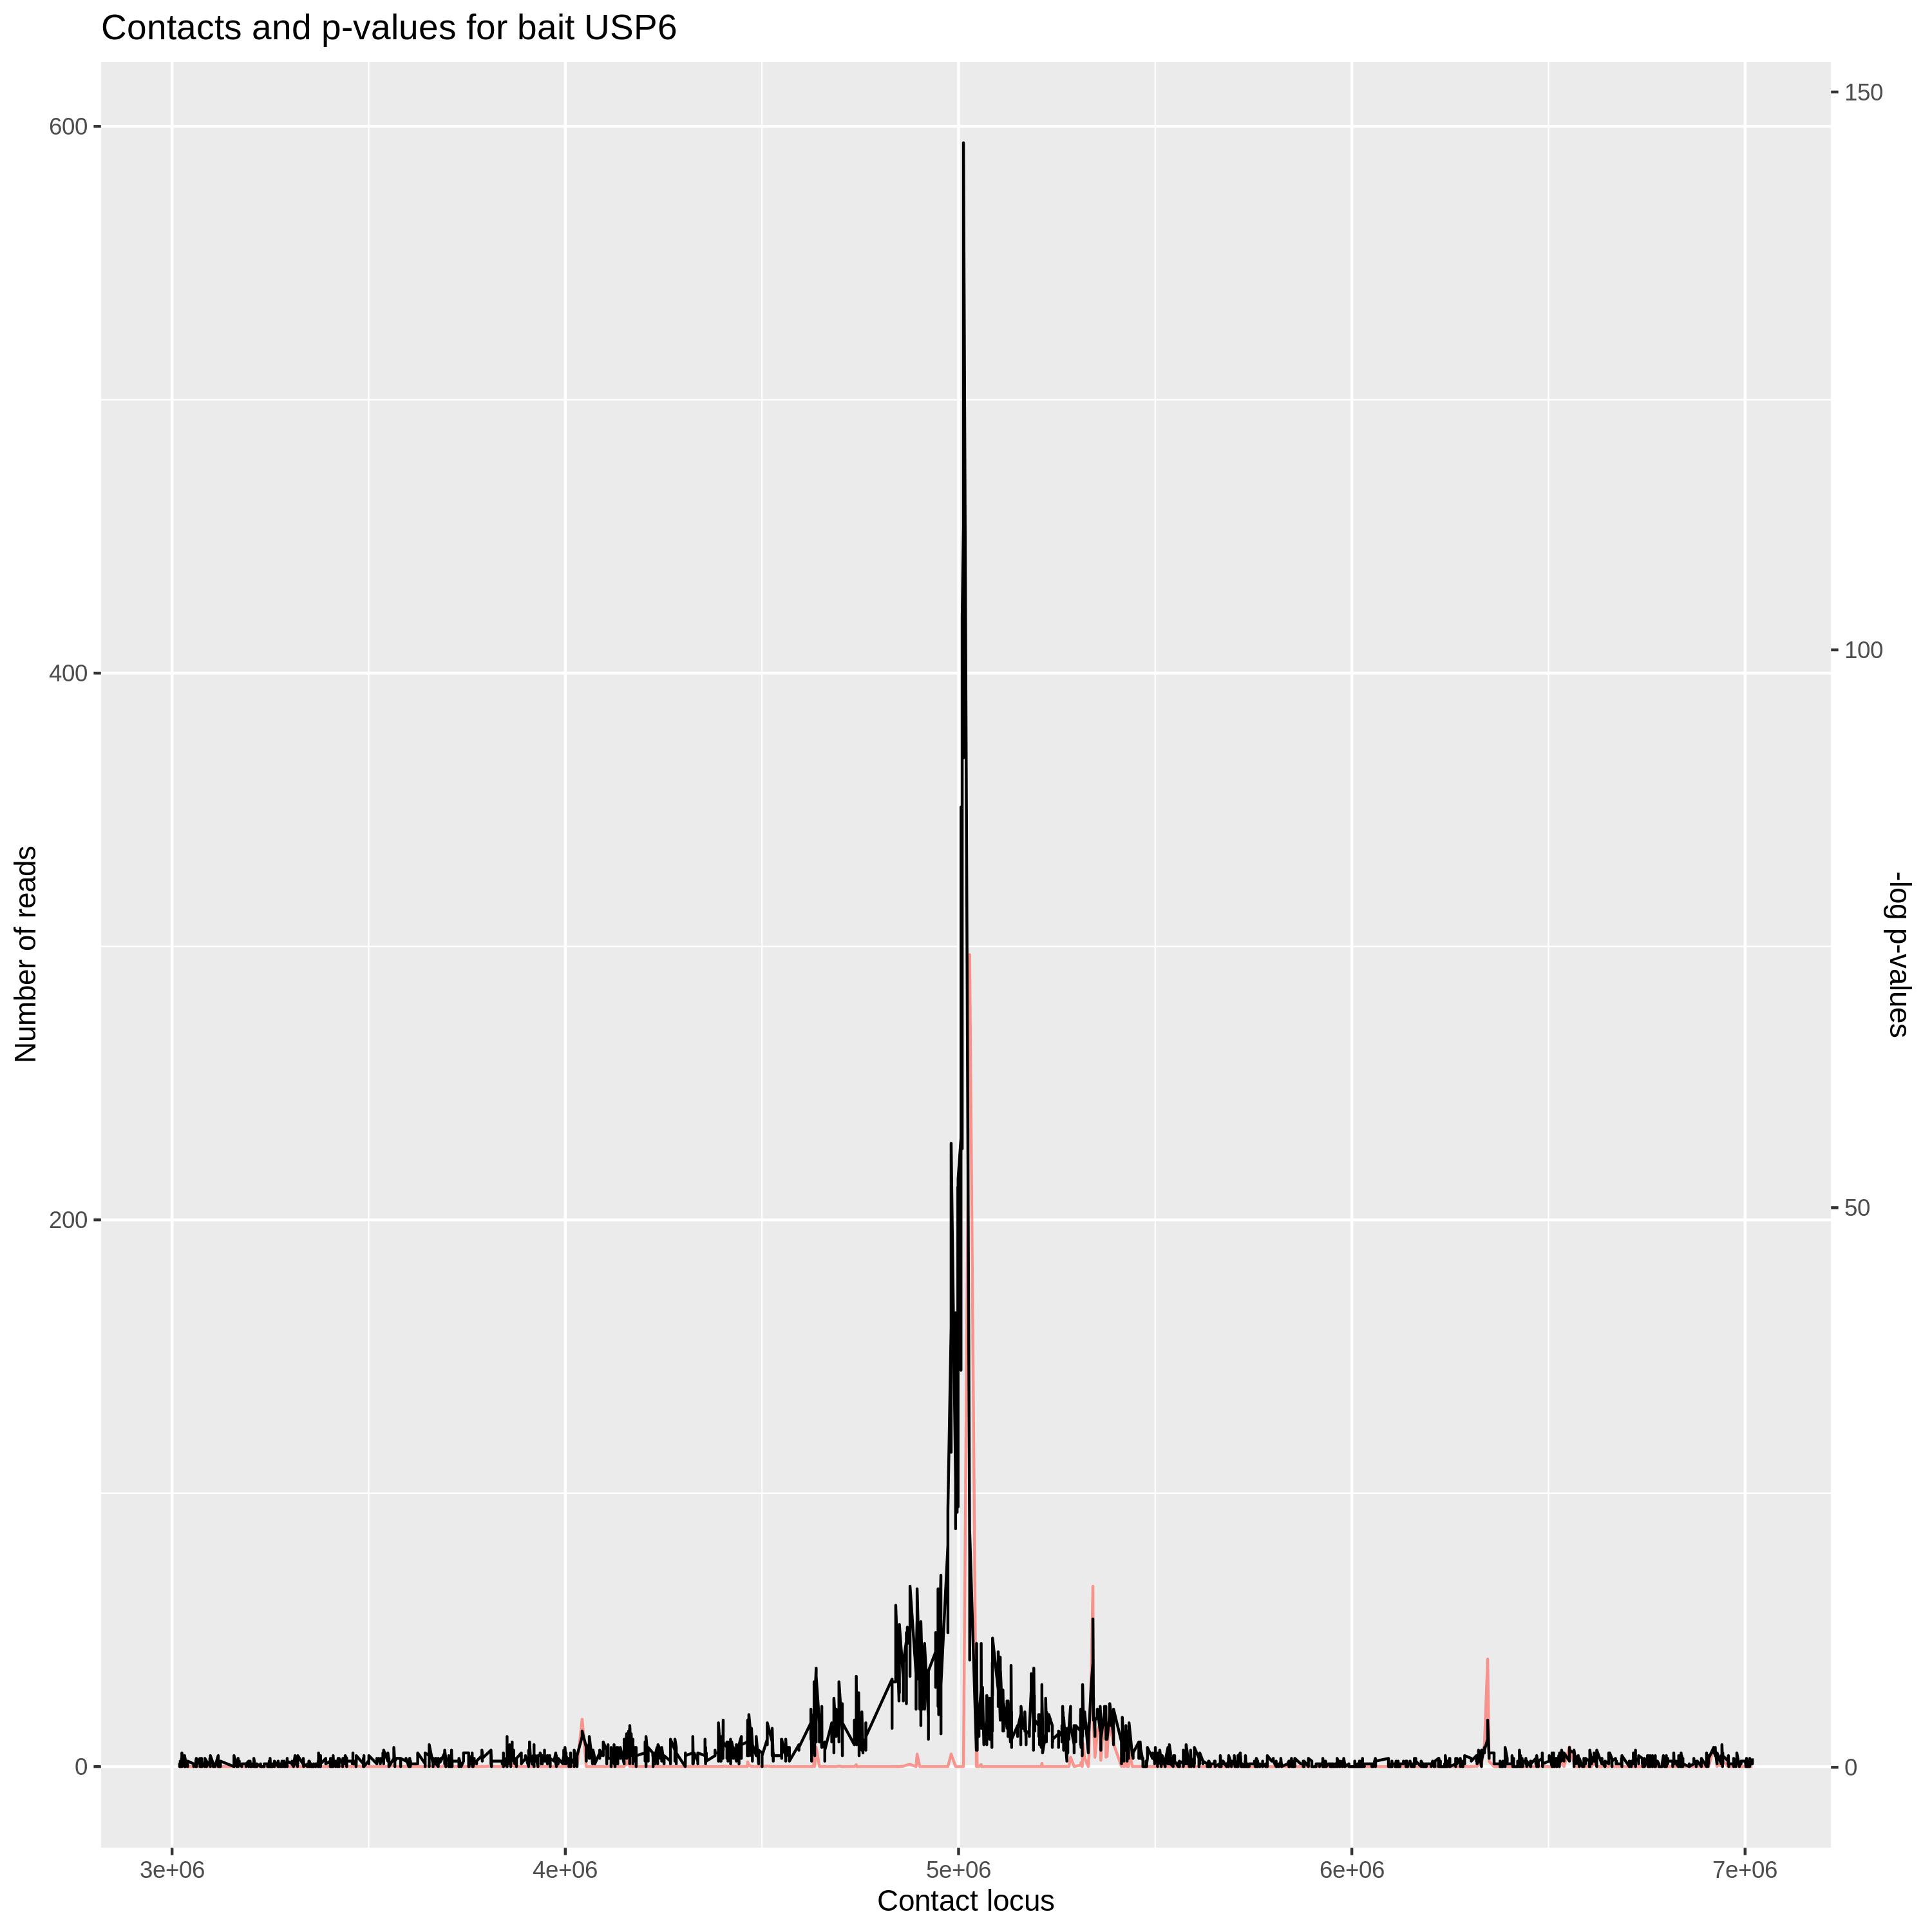 Contacts and p-values for bait USP6
600
400
200
0
150
100
50
0
Number of reads
-log p-values
3e+06
4e+06
5e+06
6e+06
7e+06
Contact locus